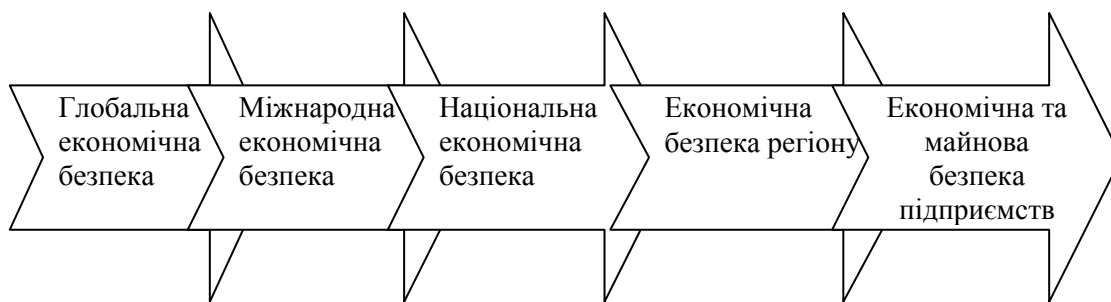 Глобальна
економічна
безпека
Міжнародна
економічна
безпека
Національна
економічна
безпека
Економічна
безпека регіону
Економічна та
майнова
безпека
підприємств